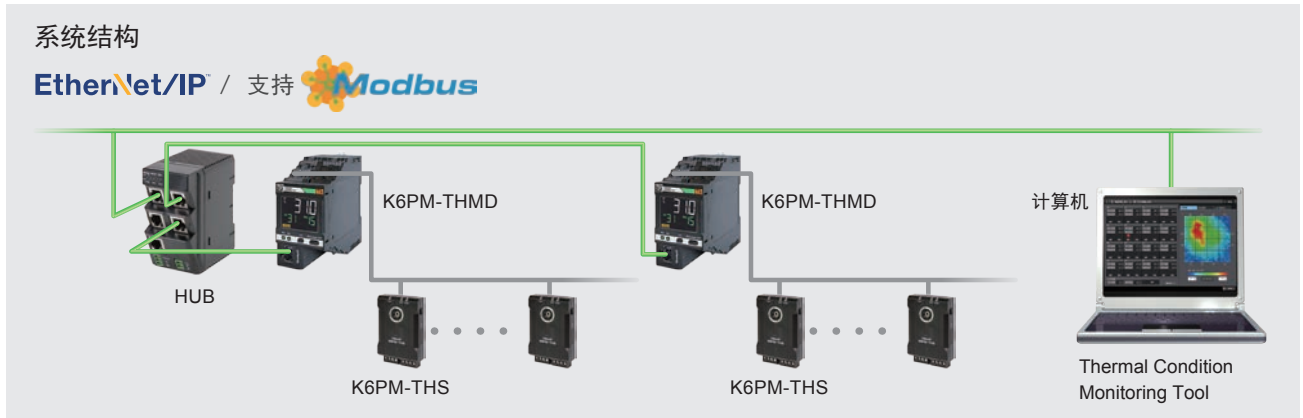 系统结构
EtherNet/IP™ / 支持 Modbus
K6PM-THMD
K6PM-THMD
计算机
HUB
K6PM-THS
K6PM-THS
Thermal Condition
Monitoring Tool